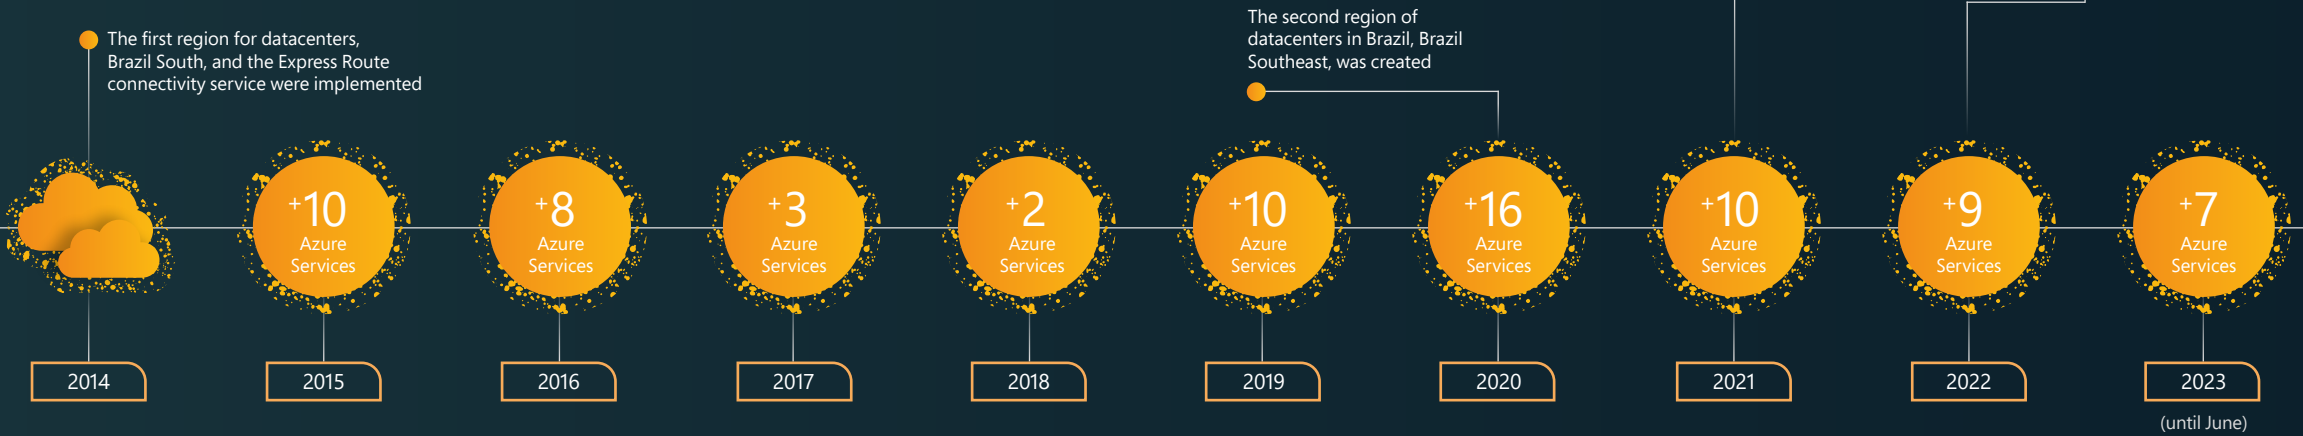 The first region for datacenters,
Brazil South, and the Express Route
connectivity service were implemented
The second region of
datacenters in Brazil, Brazil
Southeast, was created
+10
Azure
Services
+8
Azure
Services
+3
Azure
Services
+2
Azure
Services
+10
Azure
Services
+16
Azure
Services
+10
Azure
Services
+9
Azure
Services
+7
Azure
Services
2014
2015
2016
2017
2018
2019
2020
2021
2022
2023
(until June)